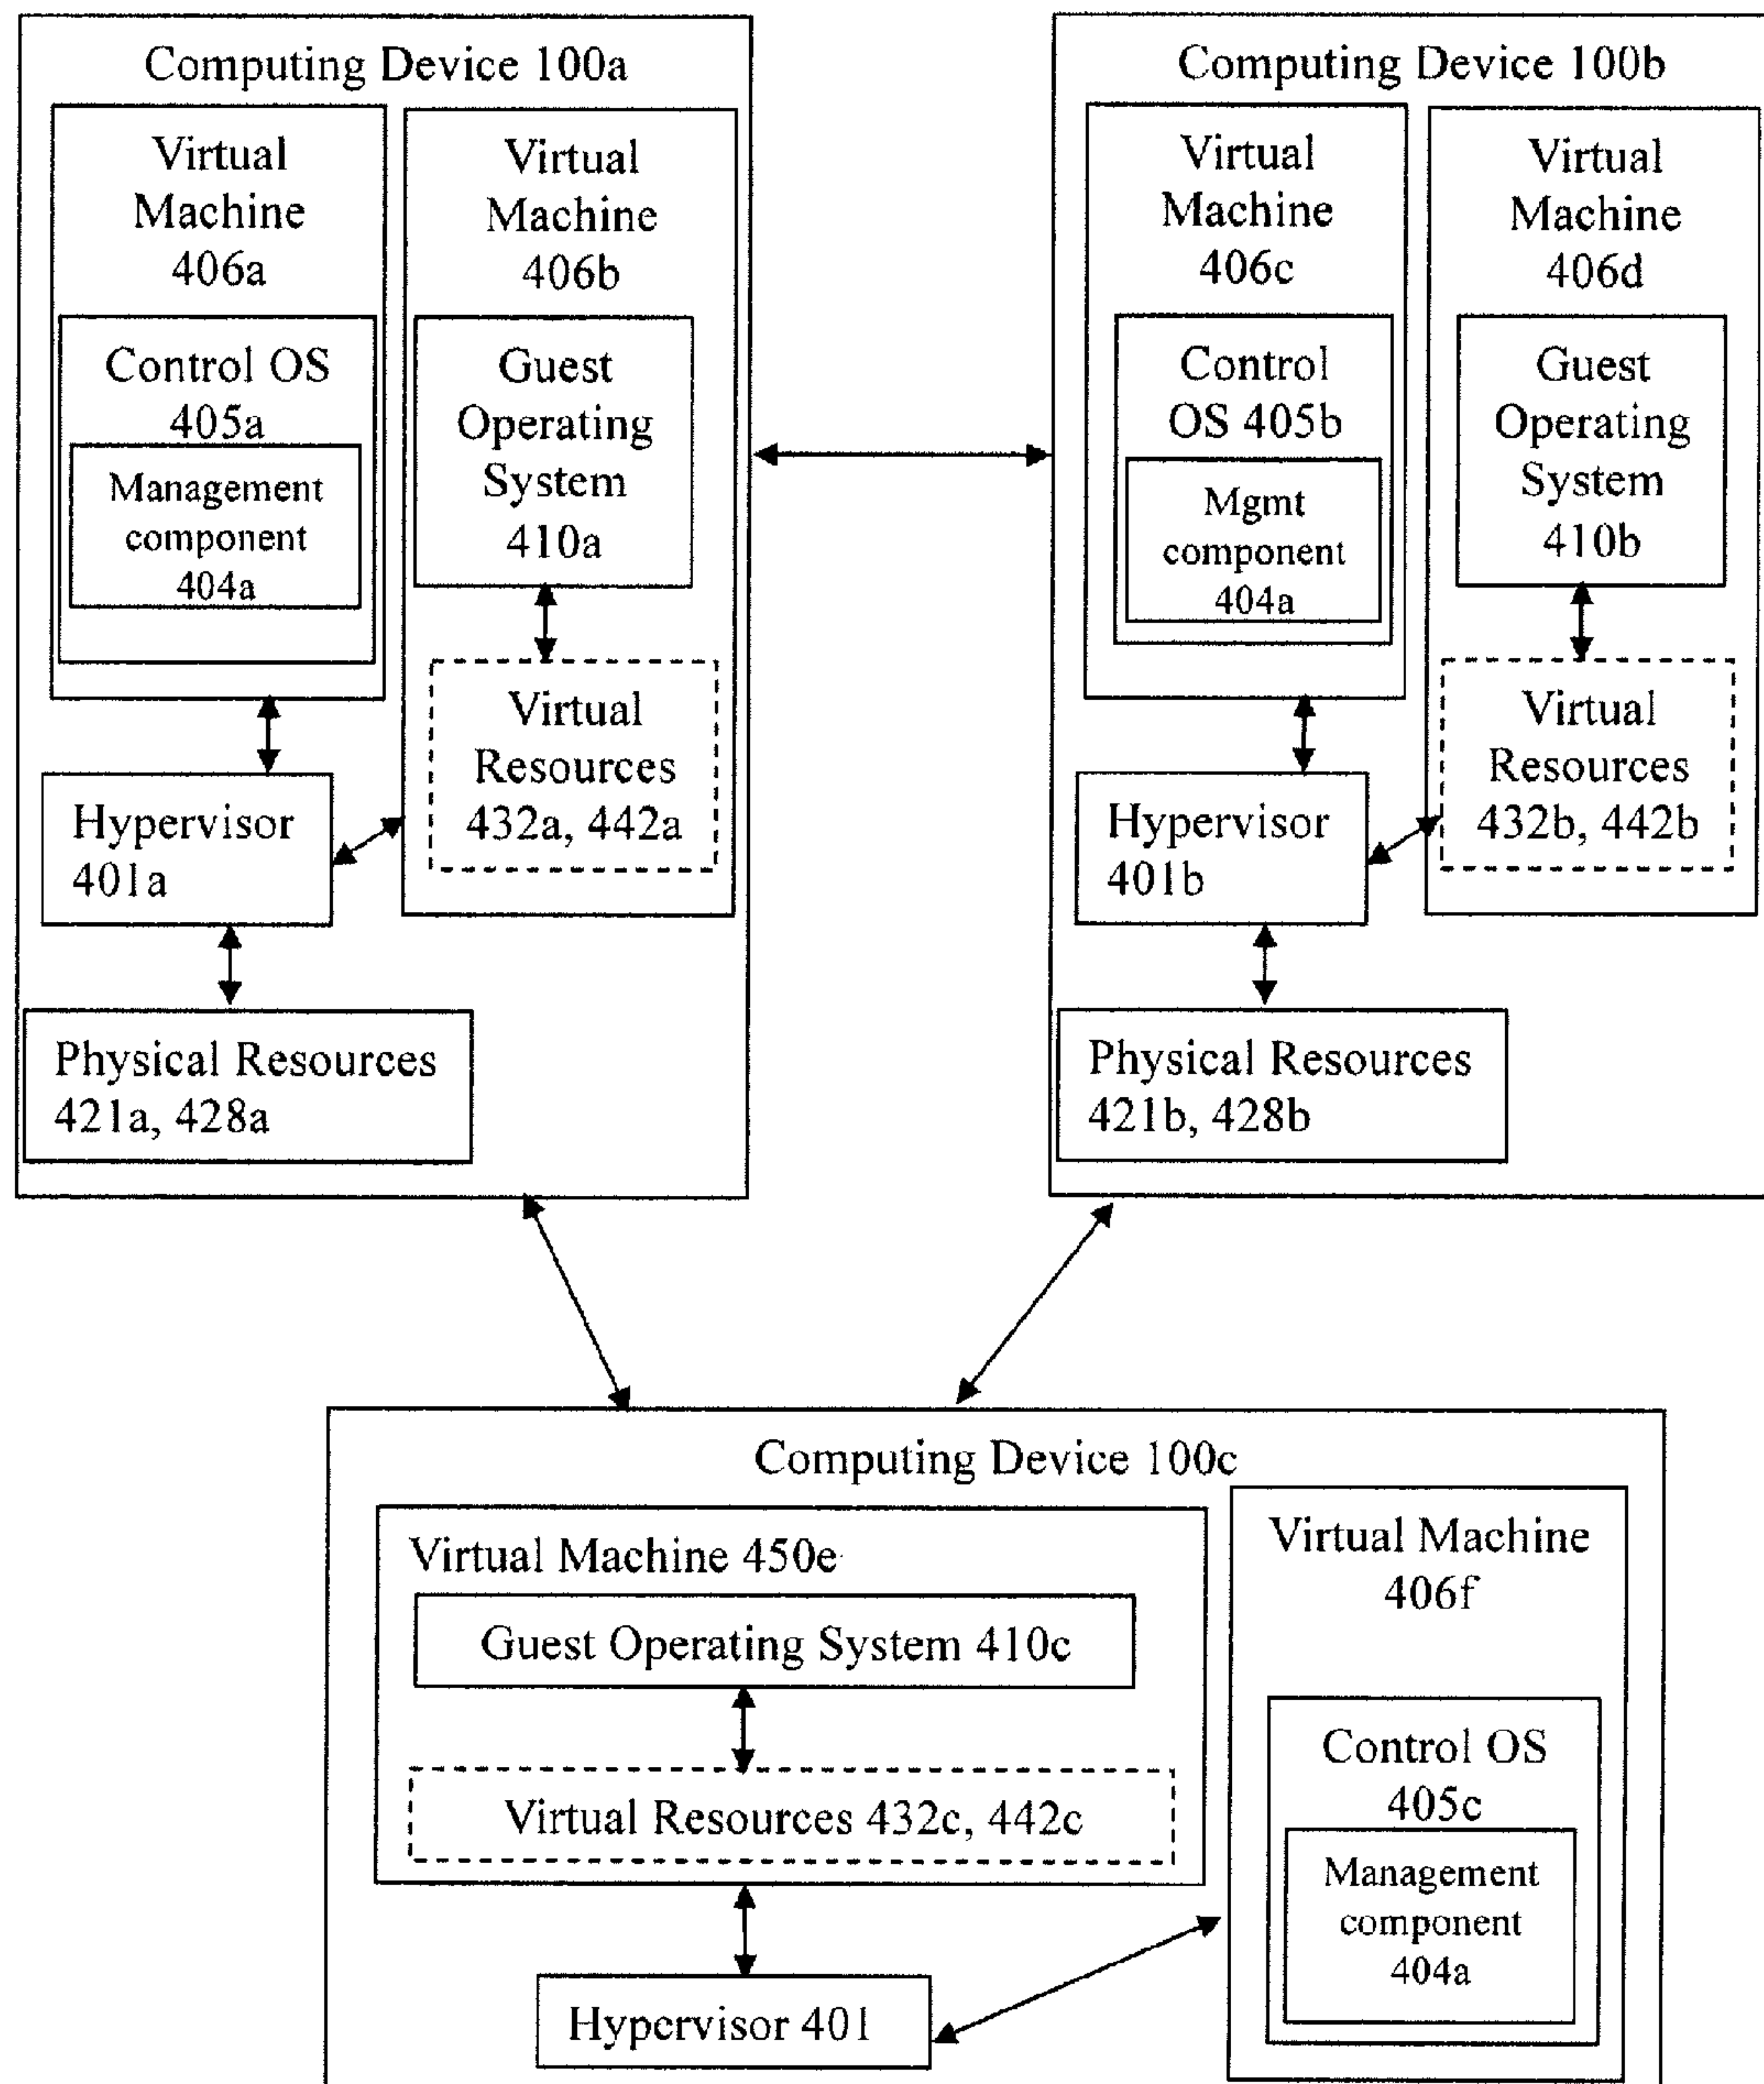 Computing Device 100a
Virtual
Machine
406a
Control OS
405a
Management
component
404a
Virtual
Machine
406b
Guest
Operating
System
410a
Virtual
Resources
432a, 442a
Hypervisor
401a
Physical Resources
421a, 428a
Computing Device 100b
Virtual
Machine
406c
Control
OS 405b
Mgmt
component
404a
Virtual
Machine
406d
Guest
Operating
System
410b
Virtual
Resources
432b, 442b
Hypervisor
401b
Physical Resources
421b, 428b
Computing Device 100c
Virtual Machine 450e
Guest Operating System 410c
Virtual Resources 432c, 442c
Hypervisor 401
Virtual Machine
406f
Control OS
405c
Management
component
404a